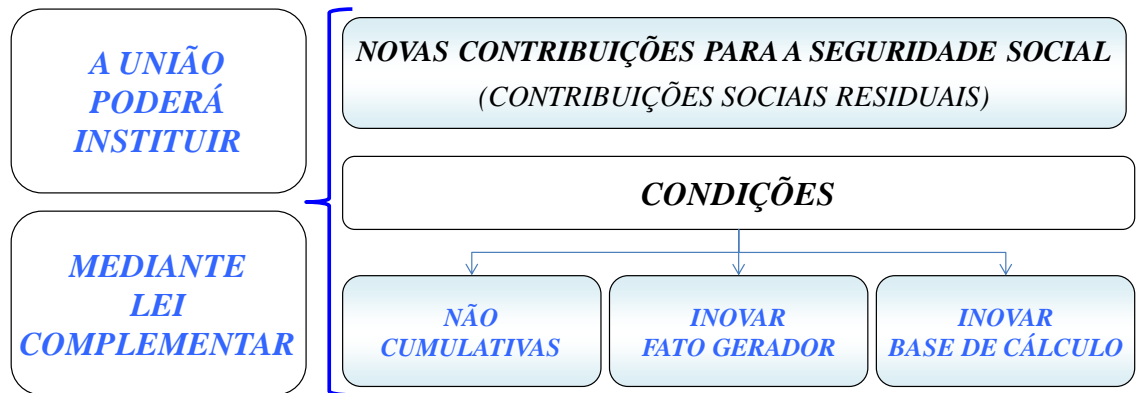 A UNIÃO
PODERÁ
INSTITUIR
MEDIANTE
LEI
COMPLEMENTAR
NOVAS CONTRIBUIÇÕES PARA A SEGURIDADE SOCIAL
(CONTRIBUIÇÕES SOCIAIS RESIDUAIS)
CONDIÇÕES
NÃO
CUMULATIVAS
INOVAR
FATO GERADOR
INOVAR
BASE DE CÁLCULO